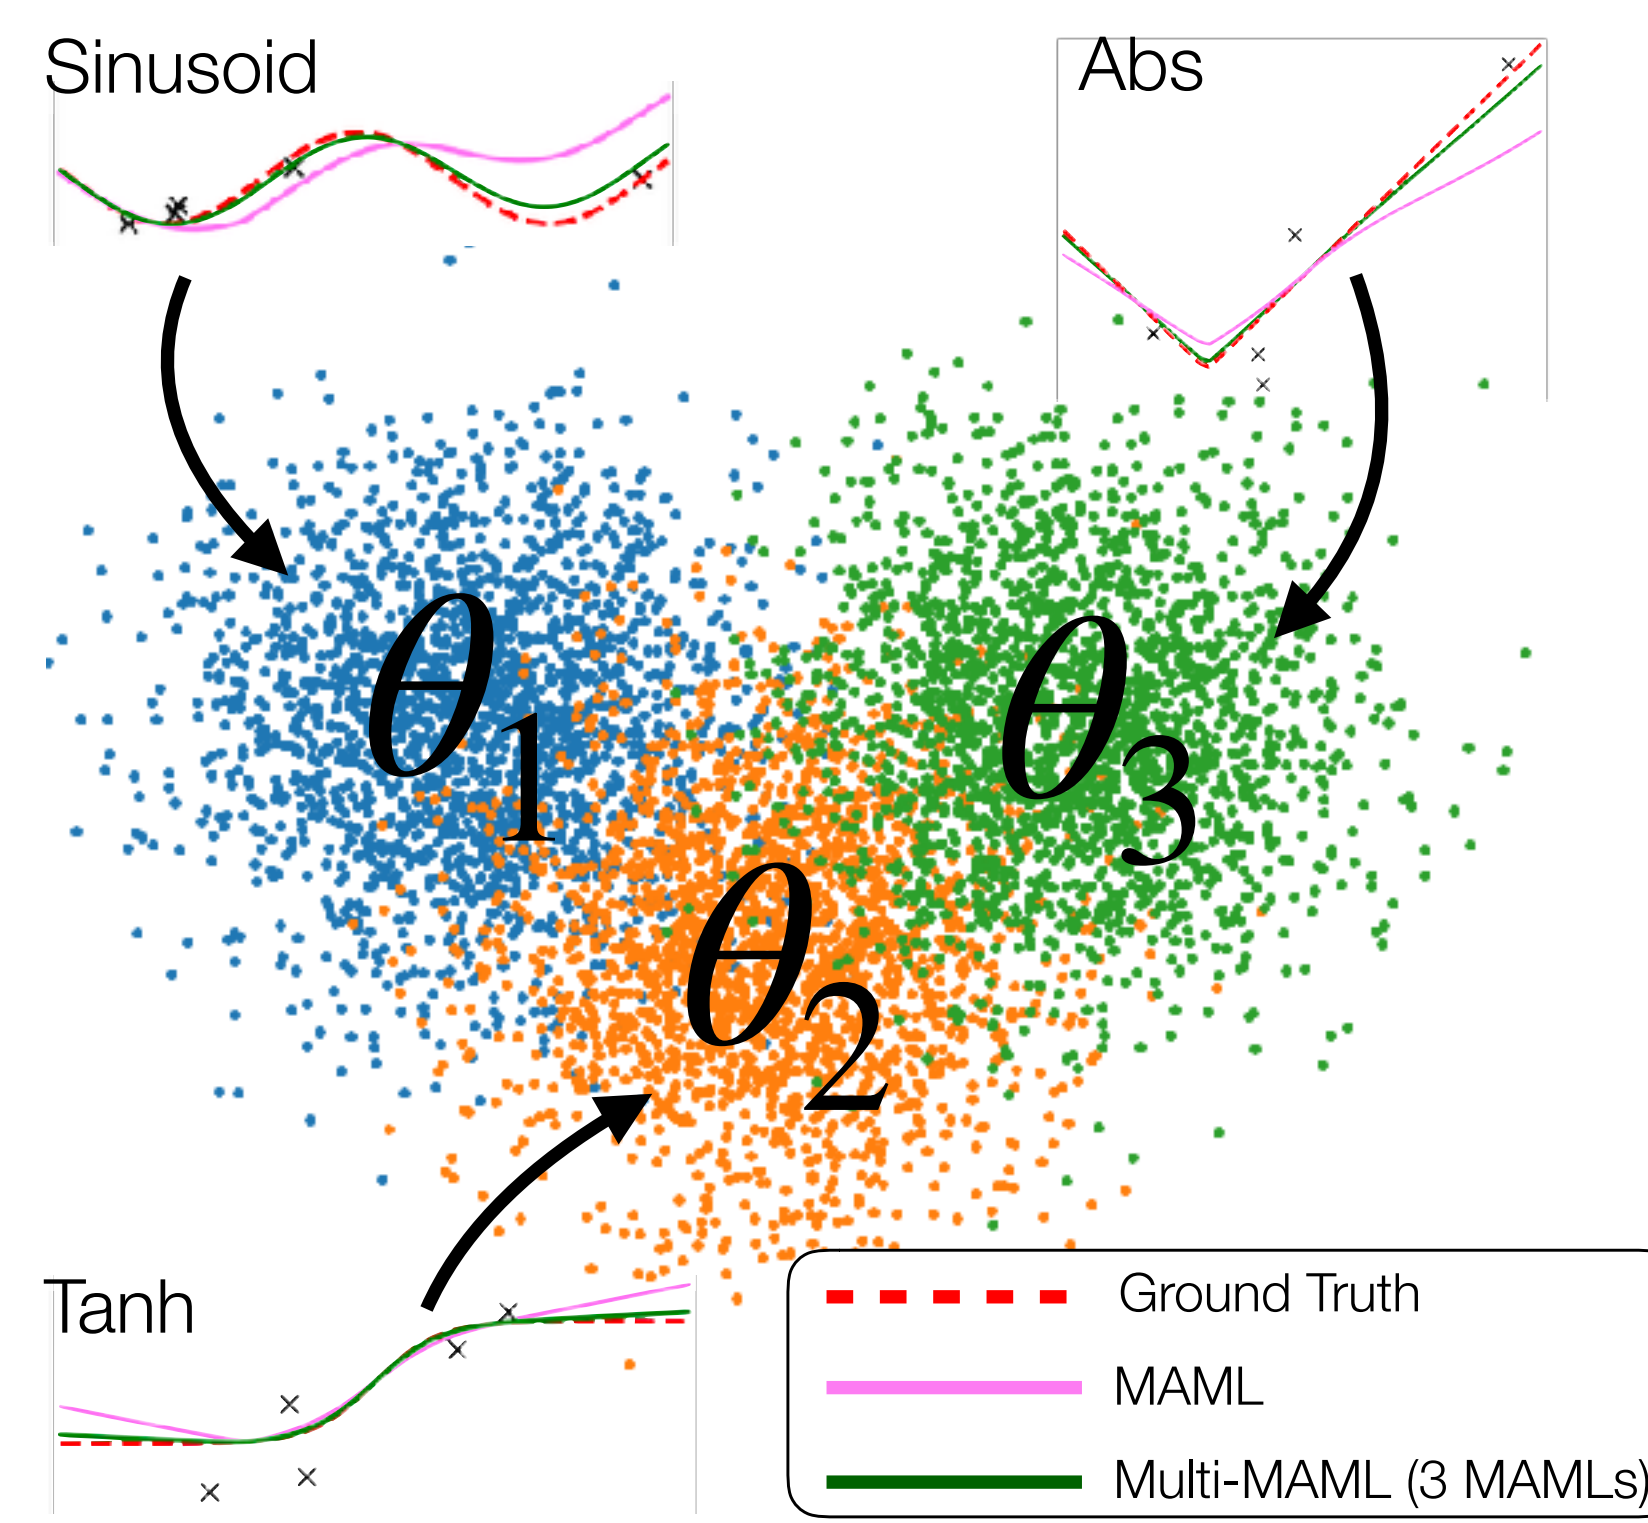 Sinusoid
Abs
θ1
θ3
θ2
Tanh
Ground Truth
MAML
Multi-MAML (3 MAMLs)